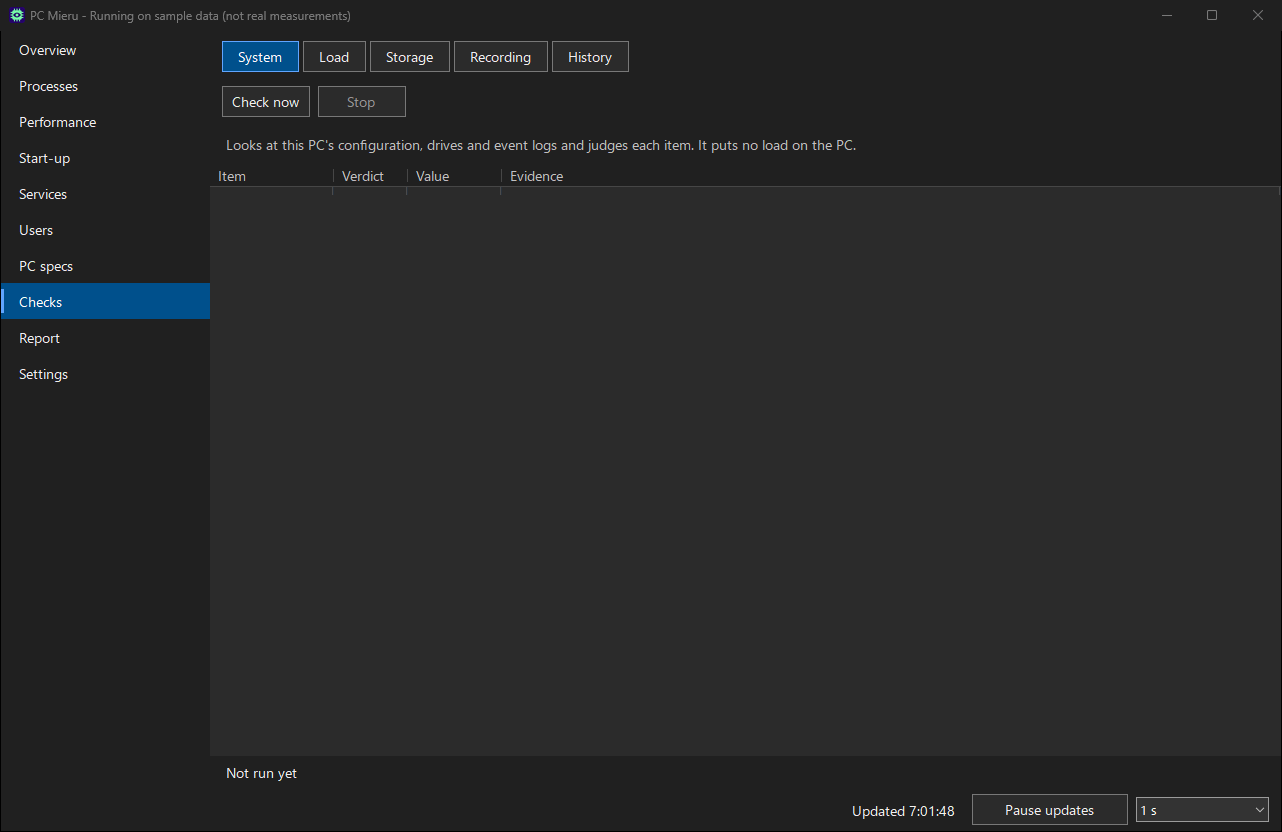 PC Mieru - Running on sample data (not real measurements)
Overview
Processes
Performance
Start-up
Services
Users
PC specs
Checks
Report
Settings
System Load Storage Recording History
Check now Stop
Looks at this PC's configuration, drives and event logs and judges each item. It puts no load on the PC.
Item Verdict Value Evidence
Not run yet
Updated 7:01:48 Pause updates 1 s